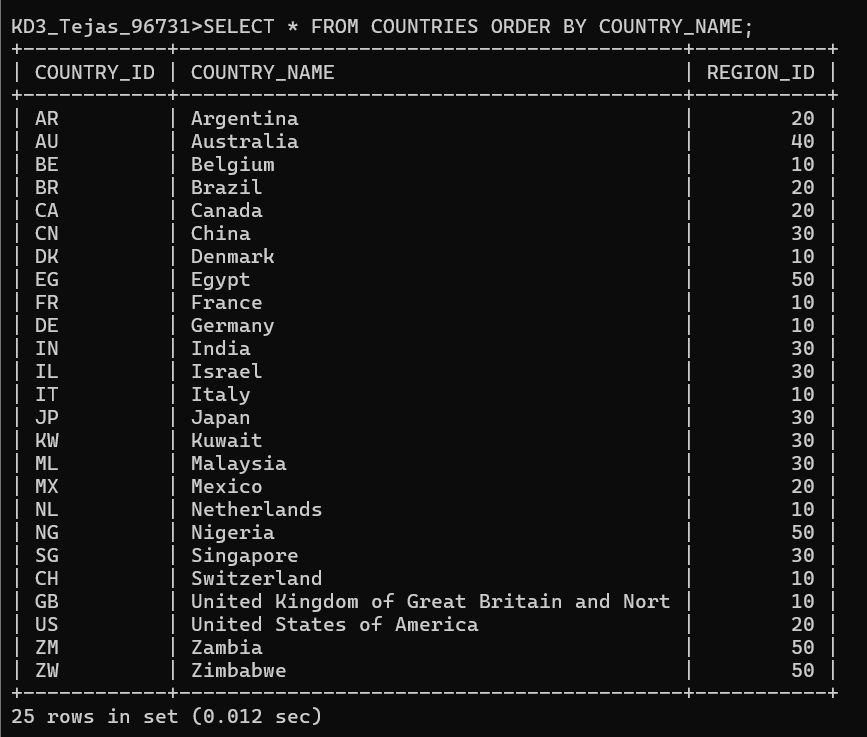 KD3_Tejas_96731>SELECT * FROM COUNTRIES ORDER BY COUNTRY_NAME;
+------------+------------------------------------------+-----------+
| COUNTRY_ID | COUNTRY_NAME                             | REGION_ID |
+------------+------------------------------------------+-----------+
| AR         | Argentina                                |        20 |
| AU         | Australia                                |        40 |
| BE         | Belgium                                  |        10 |
| BR         | Brazil                                   |        20 |
| CA         | Canada                                   |        20 |
| CN         | China                                    |        30 |
| DK         | Denmark                                  |        10 |
| EG         | Egypt                                    |        50 |
| FR         | France                                   |        10 |
| DE         | Germany                                  |        10 |
| IN         | India                                    |        30 |
| IL         | Israel                                   |        30 |
| IT         | Italy                                    |        10 |
| JP         | Japan                                    |        30 |
| KW         | Kuwait                                   |        30 |
| ML         | Malaysia                                 |        30 |
| MX         | Mexico                                   |        20 |
| NL         | Netherlands                              |        10 |
| NG         | Nigeria                                  |        50 |
| SG         | Singapore                                |        30 |
| CH         | Switzerland                              |        10 |
| GB         | United Kingdom of Great Britain and Nort |        10 |
| US         | United States of America                 |        20 |
| ZM         | Zambia                                   |        50 |
| ZW         | Zimbabwe                                 |        50 |
+------------+------------------------------------------+-----------+
25 rows in set (0.012 sec)